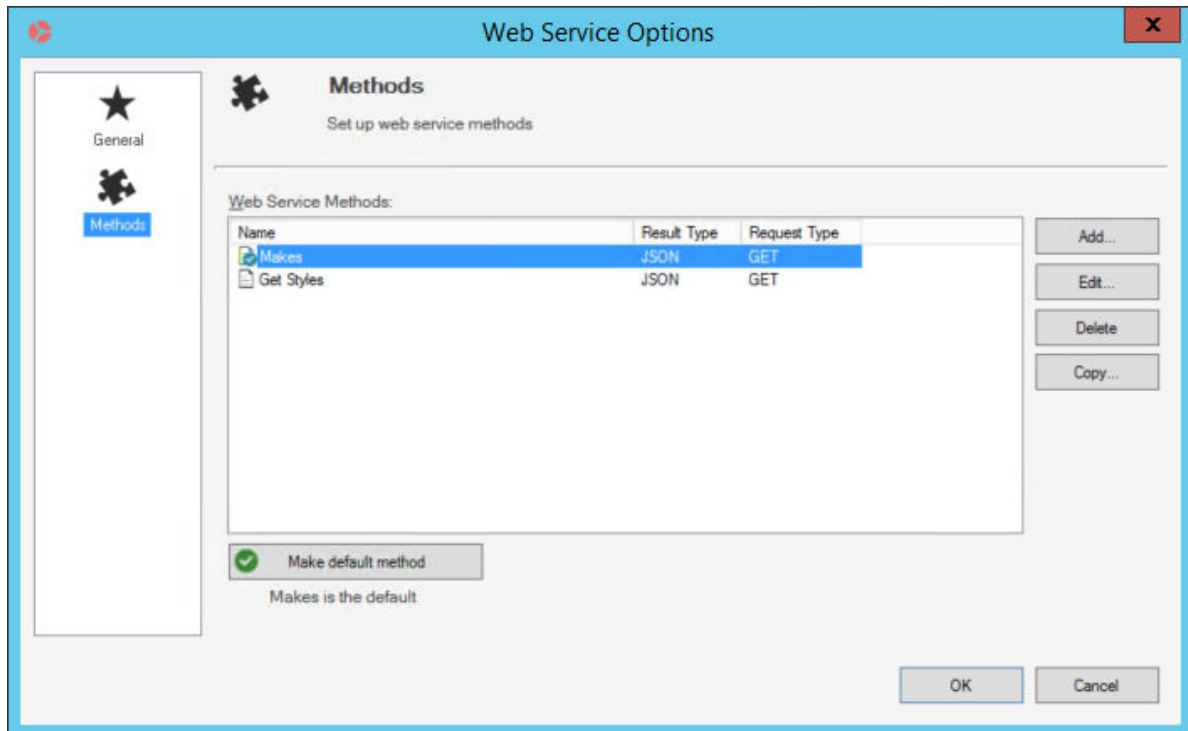 Web Service Options
X
General
Methods
Methods
Set up web service methods
Web Service Methods:
Name Result Type Request Type
Makes JSON GET
Get Styles JSON GET
Add...
Edit...
Delete
Copy...
Make default method
Makes is the default
OK Cancel